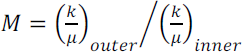 M = (k/μ)_outer / (k/μ)_inner